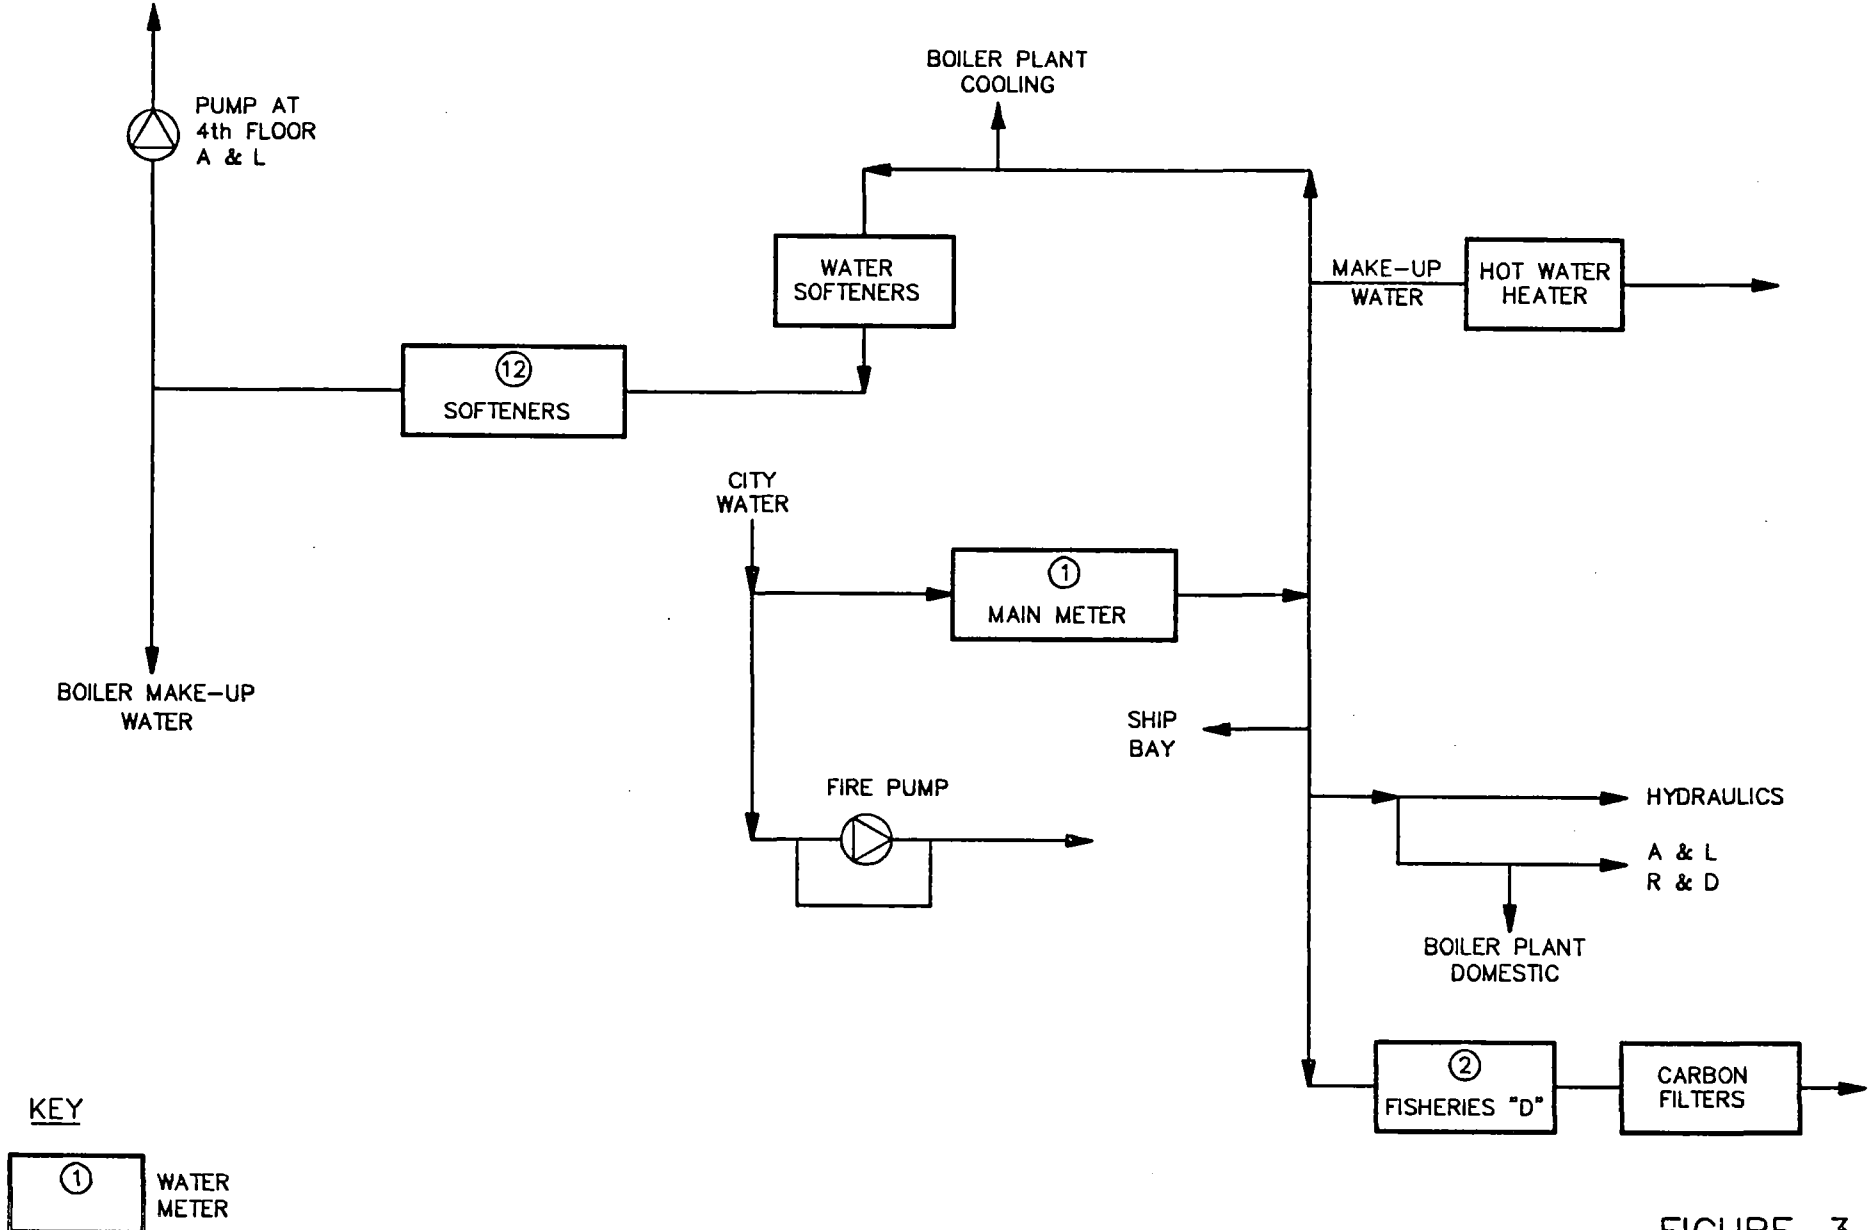 BOILER PLANT
COOLING
PUMP AT
4th FLOOR
A & L
WATER
SOFTENERS
MAKE-UP
WATER
HOT WATER
HEATER
12
SOFTENERS
CITY
WATER
1
MAIN METER
BOILER MAKE-UP
WATER
SHIP
BAY
FIRE PUMP
HYDRAULICS
A & L
R & D
BOILER PLANT
DOMESTIC
2
FISHERIES "D"
CARBON
FILTERS
KEY
1
WATER
METER
FIGURE 3